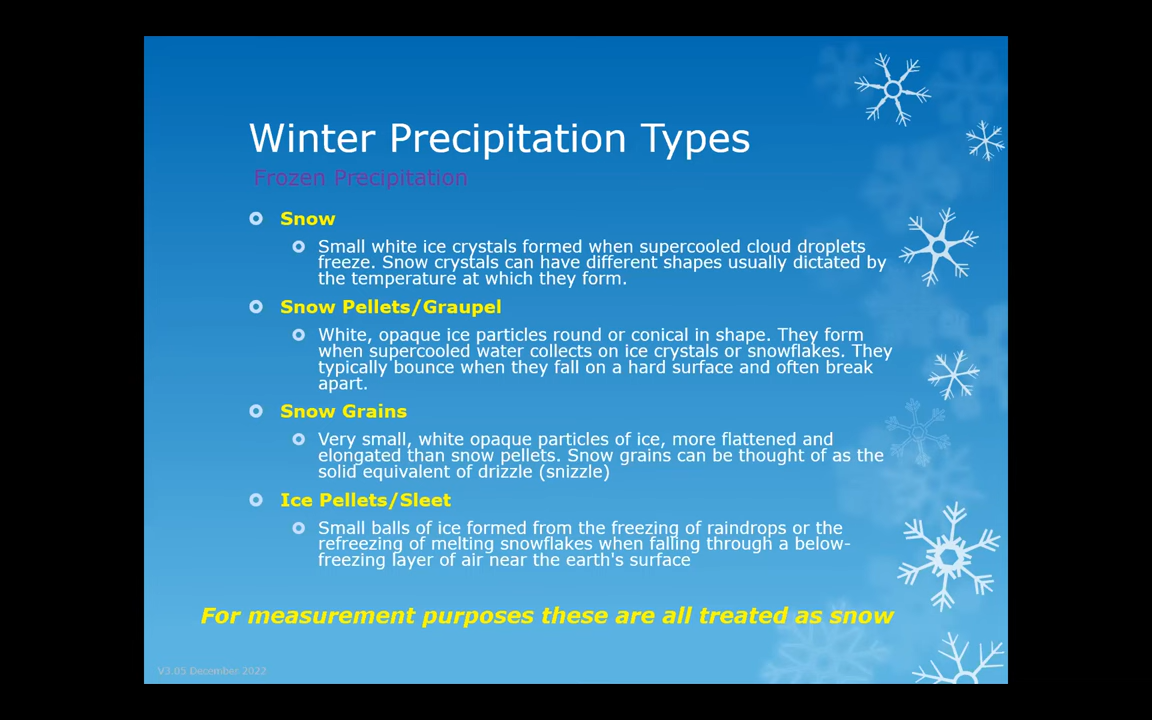 Winter Precipitation Types
Frozen Precipitation
Snow
Small white ice crystals formed when supercooled cloud droplets
freeze. Snow crystals can have different shapes usually dictated by
the temperature at which they form.
Snow Pellets/Graupel
White, opaque ice particles round or conical in shape. They form
when supercooled water collects on ice crystals or snowflakes. They
typically bounce when they fall on a hard surface and often break
apart.
Snow Grains
Very small, white opaque particles of ice, more flattened and
elongated than snow pellets. Snow grains can be thought of as the
solid equivalent of drizzle (snizzle)
Ice Pellets/Sleet
Small balls of ice formed from the freezing of raindrops or the
refreezing of melting snowflakes when falling through a below-
freezing layer of air near the earth's surface
For measurement purposes these are all treated as snow
V3.05 December 2022